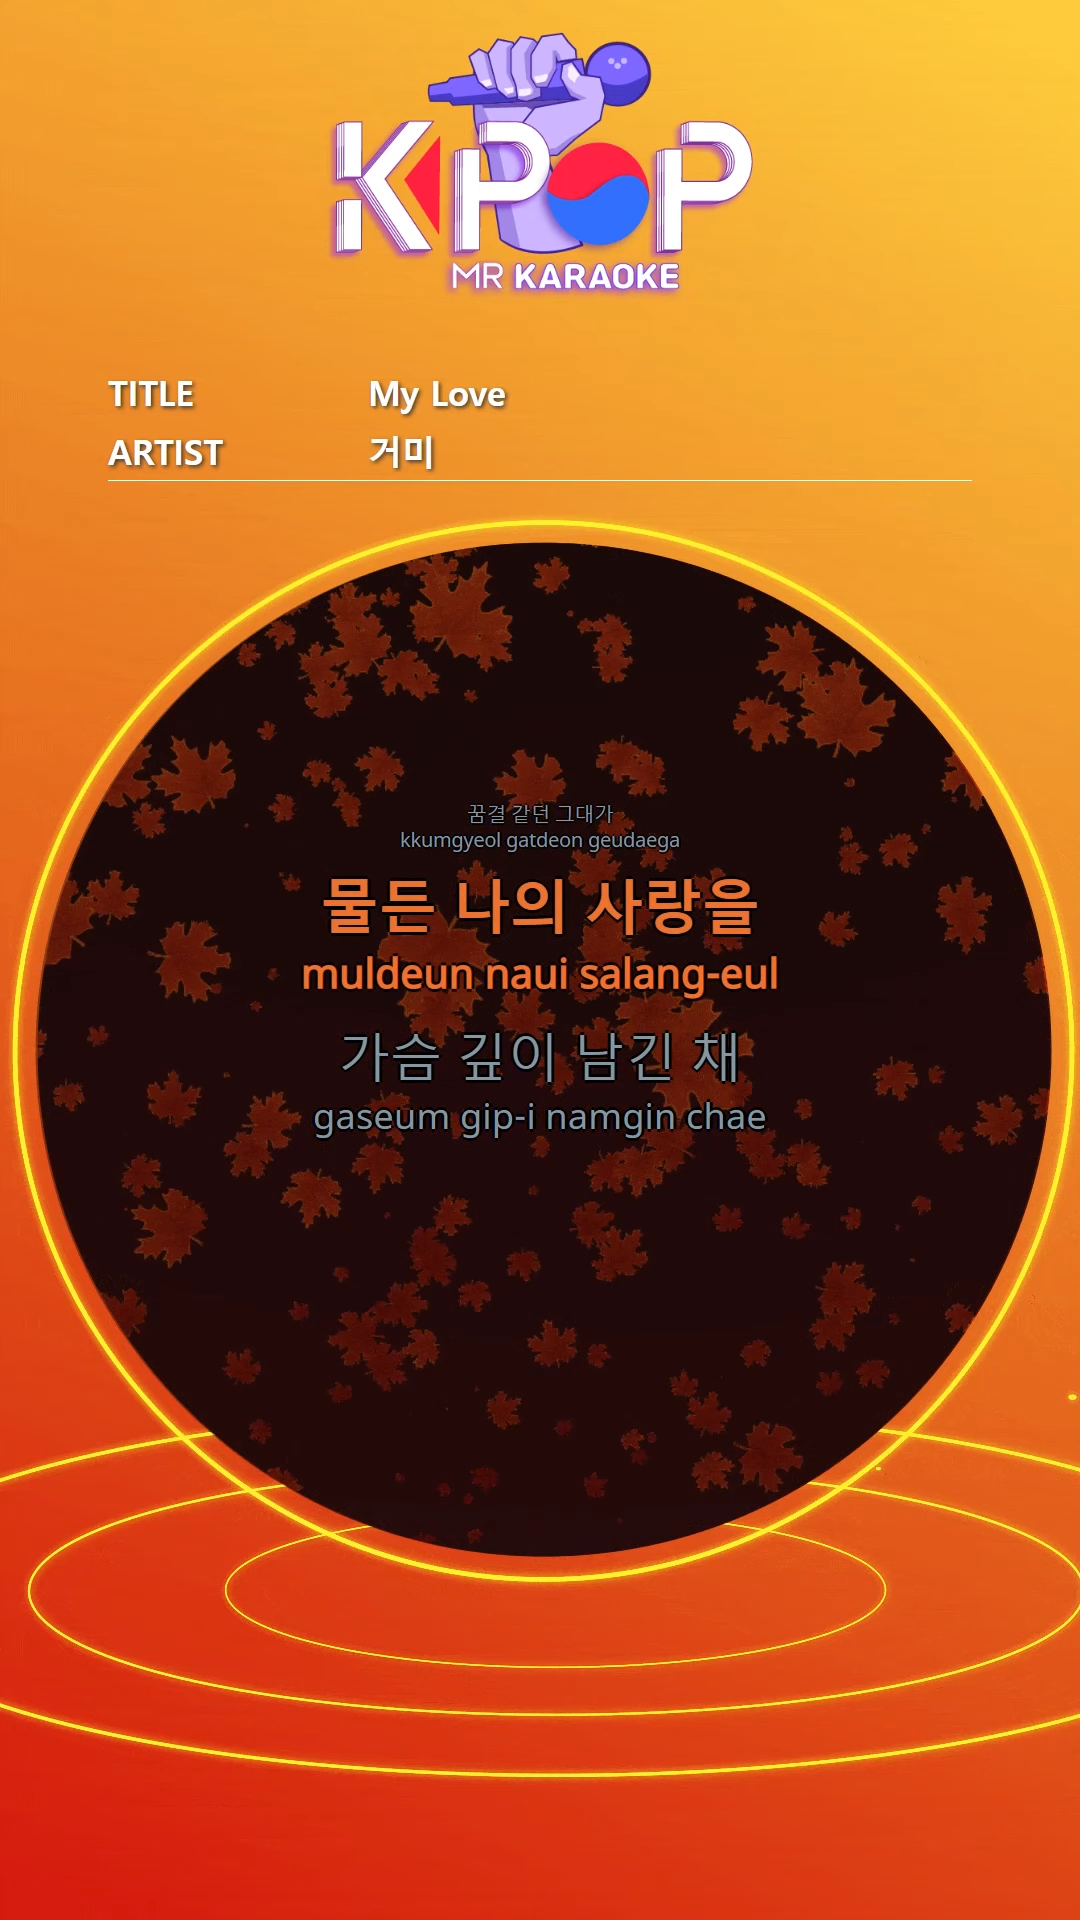 KPOP
MR KARAOKE
TITLE My Love
ARTIST 거미
꿈결 같던 그대가
kkumgyeol gatdeon geudaega
물든 나의 사랑을
muldeun naui salang-eul
가슴 깊이 남긴 채
gaseum gip-i namgin chae